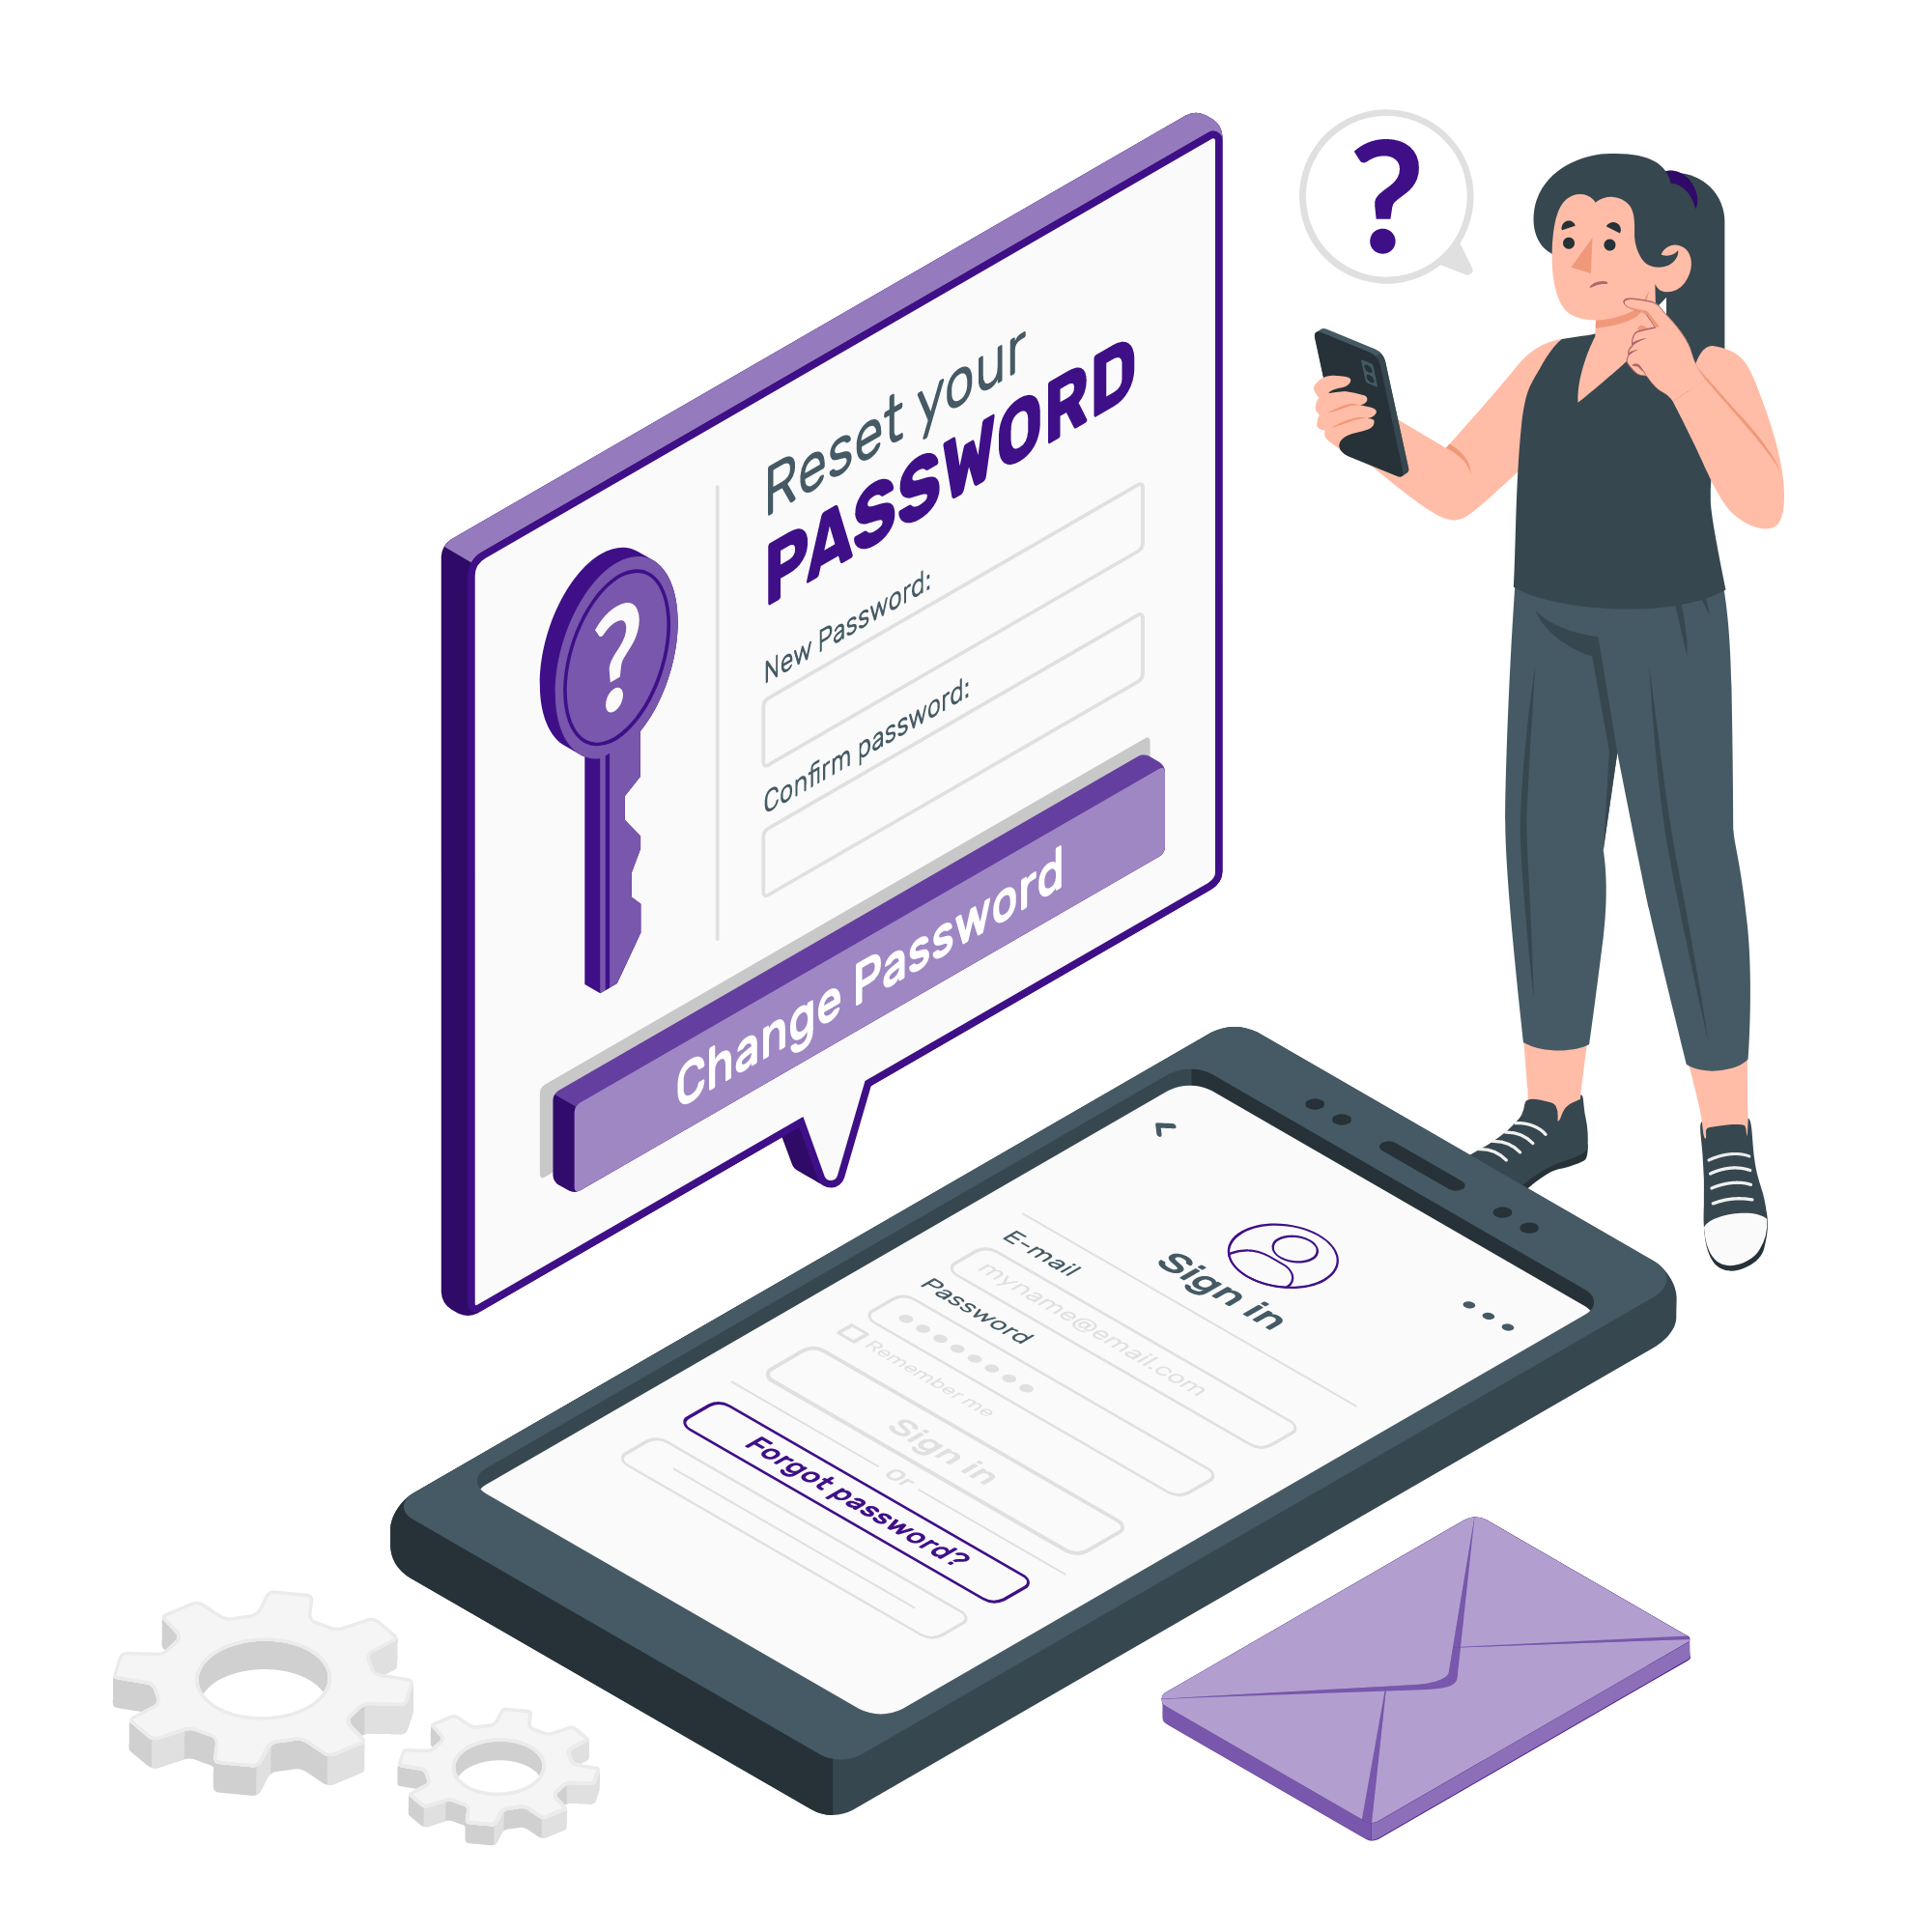 ?
Reset your
PASSWORD
New Password:
Confirm password:
?
Change Password
<
Sign in
E-mail
myname@email.com
Password
Remember me
Sign in
Or
Forgot password?